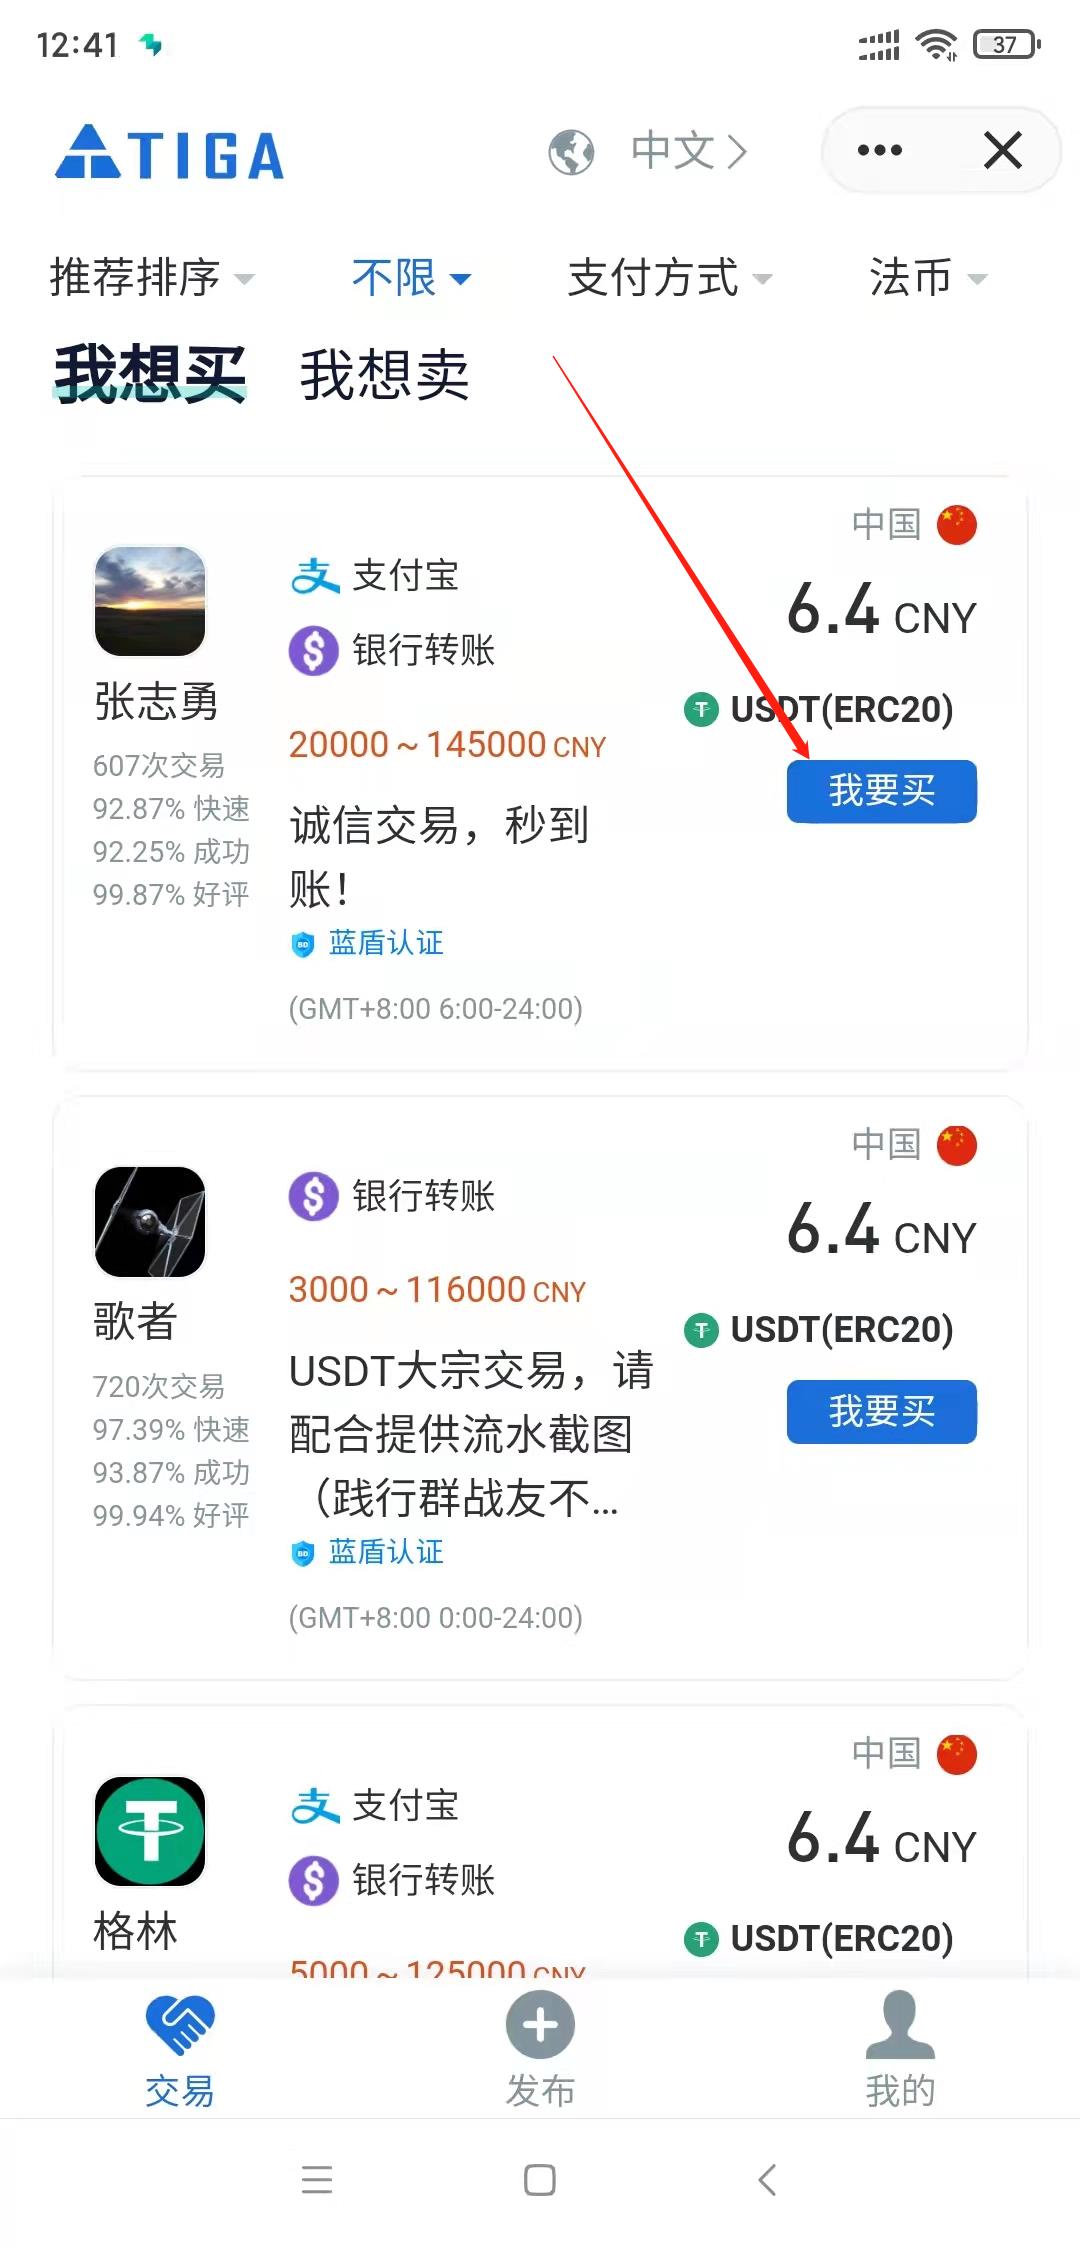 12:41
37
TIGA
中文
推荐排序 不限 支付方式 法币
我想买 我想卖
中国
支付宝
6.4 CNY
银行转账
张志勇
USDT(ERC20)
20000 ~ 145000 CNY
607次交易
我要买
92.87% 快速
诚信交易，秒到
92.25% 成功
账！
99.87% 好评
蓝盾认证
(GMT+8:00 6:00-24:00)
中国
银行转账
6.4 CNY
3000 ~ 116000 CNY
歌者
USDT(ERC20)
720次交易
USDT大宗交易，请
我要买
97.39% 快速
配合提供流水截图
93.87% 成功
（践行群战友不...
99.94% 好评
蓝盾认证
(GMT+8:00 0:00-24:00)
中国
支付宝
6.4 CNY
银行转账
格林
USDT(ERC20)
5000 ~ 125000 CNY
交易 发布 我的